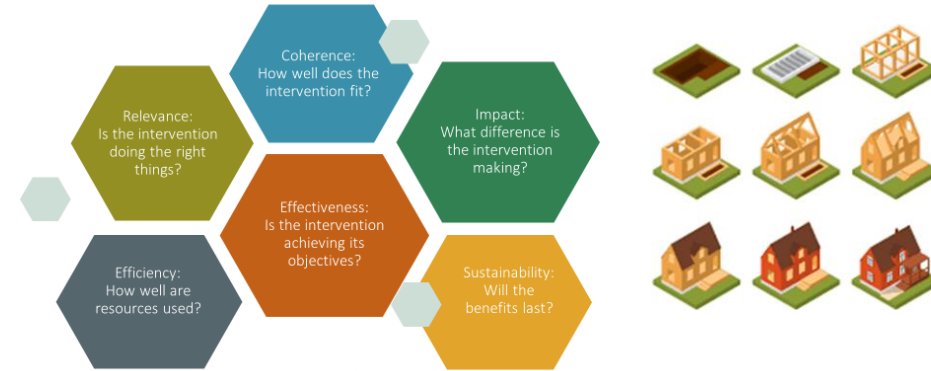 Coherence:
How well does the
intervention fit?
Relevance:
Is the intervention
doing the right
things?
Impact:
What difference is
the intervention
making?
Effectiveness:
Is the intervention
achieving its
objectives?
Efficiency:
How well are
resources used?
Sustainability:
Will the
benefits last?